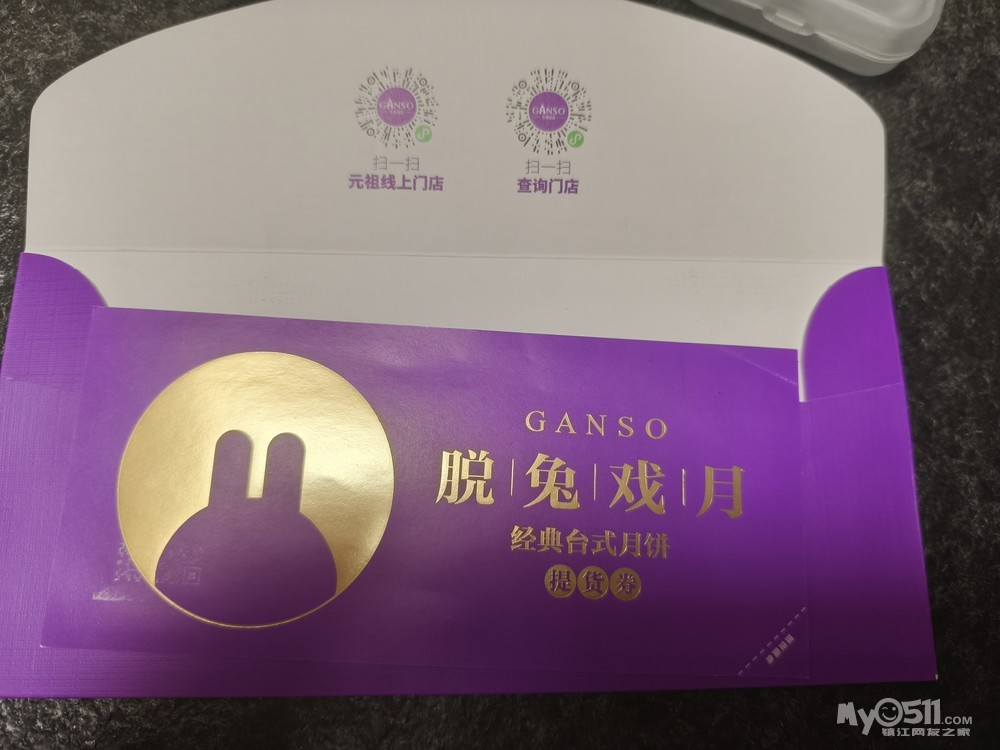 GANSO
GANSO
扫一扫
元祖线上门店
扫一扫
查询门店
GANSO
脱|兔|戏|月
经典台式月饼
提货券
My0511.COM
镇江网友之家